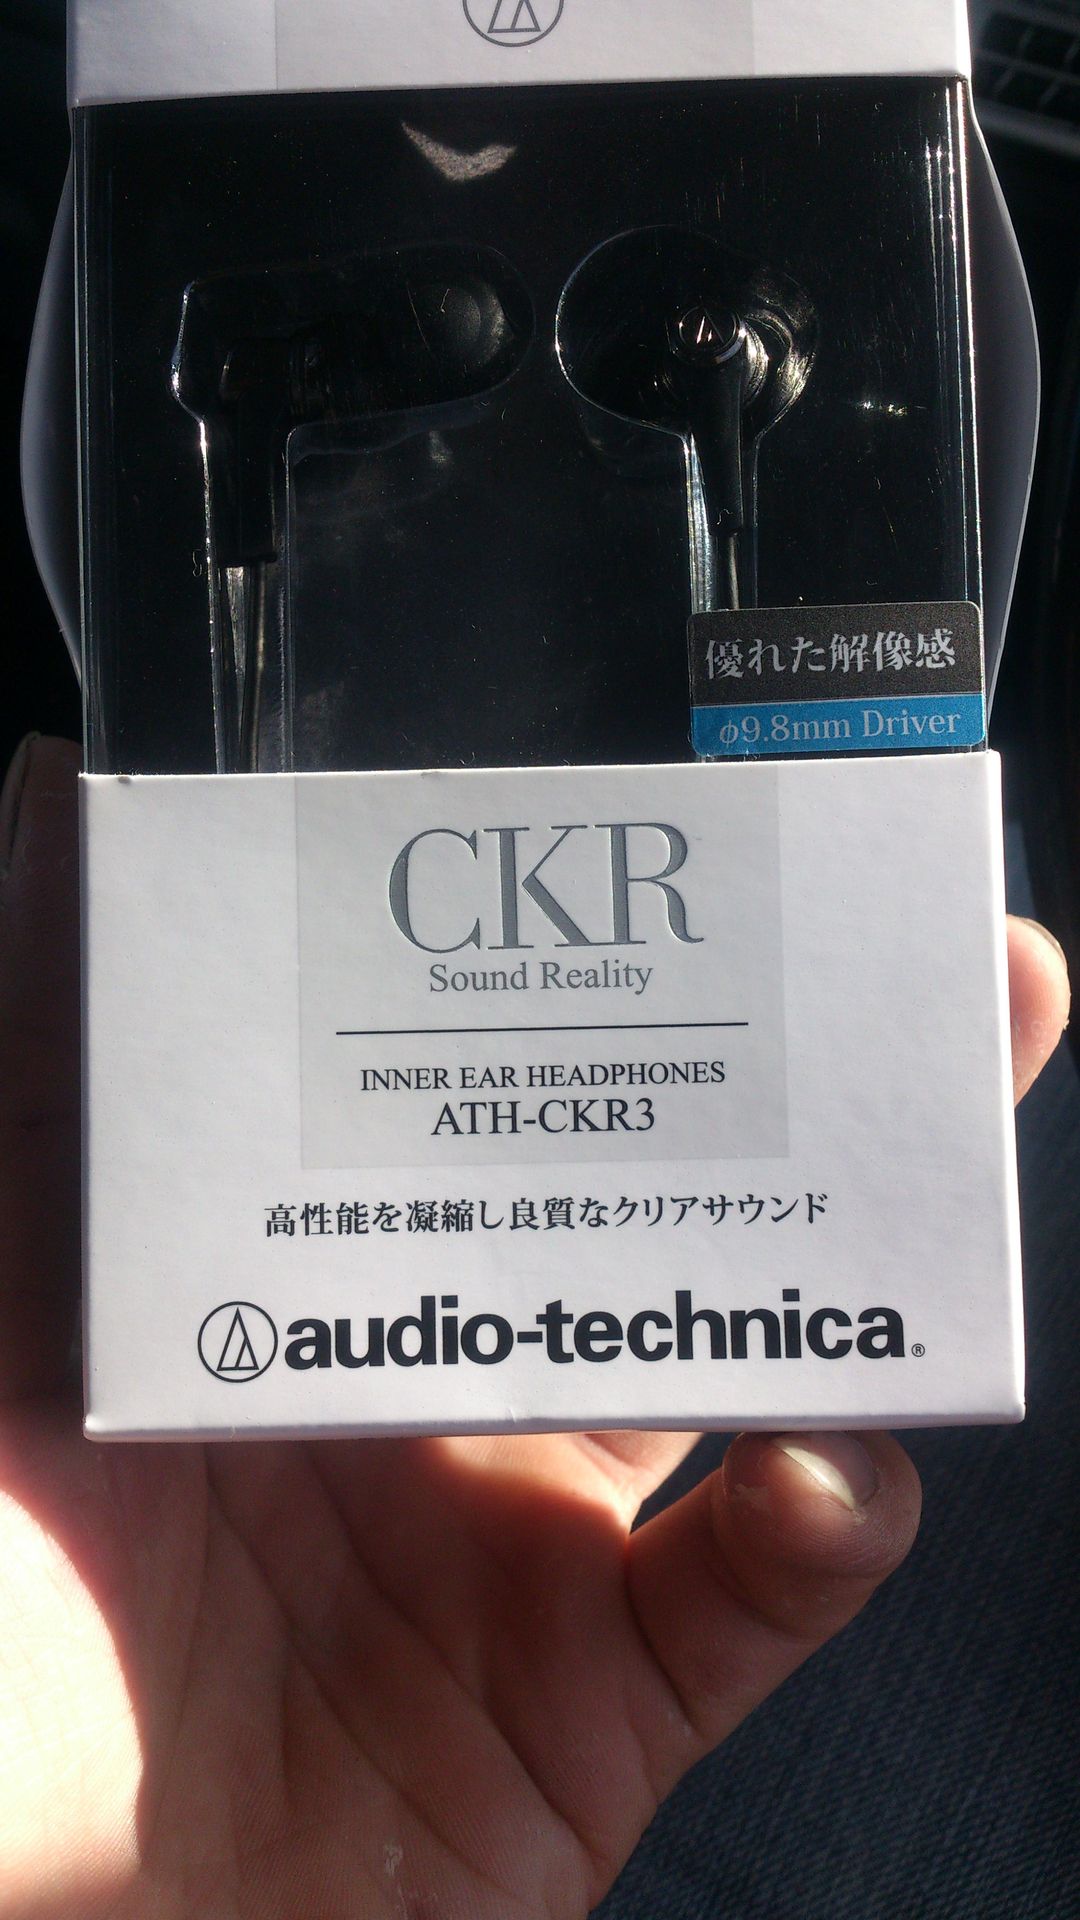 優れた解像感
φ9.8mm Driver
CKR
Sound Reality
INNER EAR HEADPHONES
ATH-CKR3
高性能を凝縮し良質なクリアサウンド
audio-technica®